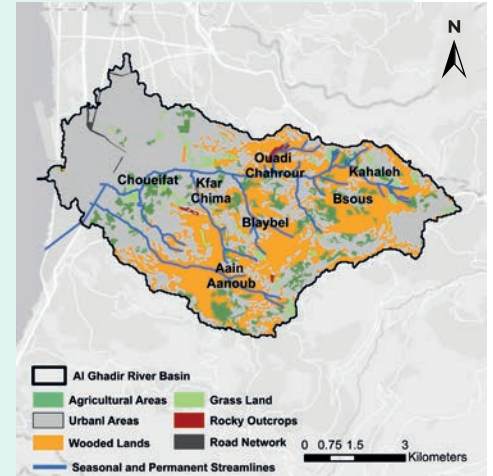 N
Ouadi
Chahrour
Kahaleh
Choueifat
Kfar
Chima
Bsous
Blaybel
Aain
Aanoub
Al Ghadir River Basin
Agricultural Areas
Grass Land
Urbanl Areas
Rocky Outcrops
Wooded Lands
Road Network
0 0.75 1.5 3
Kilometers
Seasonal and Permanent Streamlines